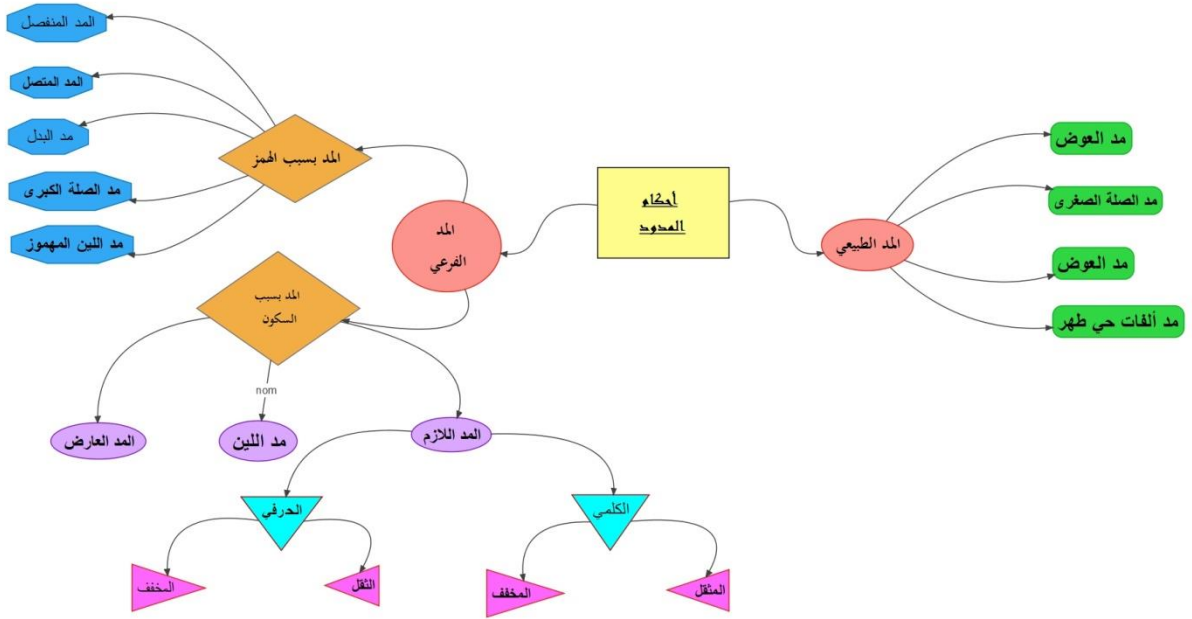 أحكام
المدود
المد الطبيعي
مد العوض
مد الصلة الصغرى
مد العوض
مد ألفات حي طهر
المد
الفرعي
المد بسبب الهمز
المد المنفصل
المد المتصل
مد البدل
مد الصلة الكبرى
مد اللين المهموز
المد بسبب
السكون
nom
المد اللازم
مد اللين
المد العارض
الكلمي
الحرفي
المثقل
المخفف
الثقل
المخفف